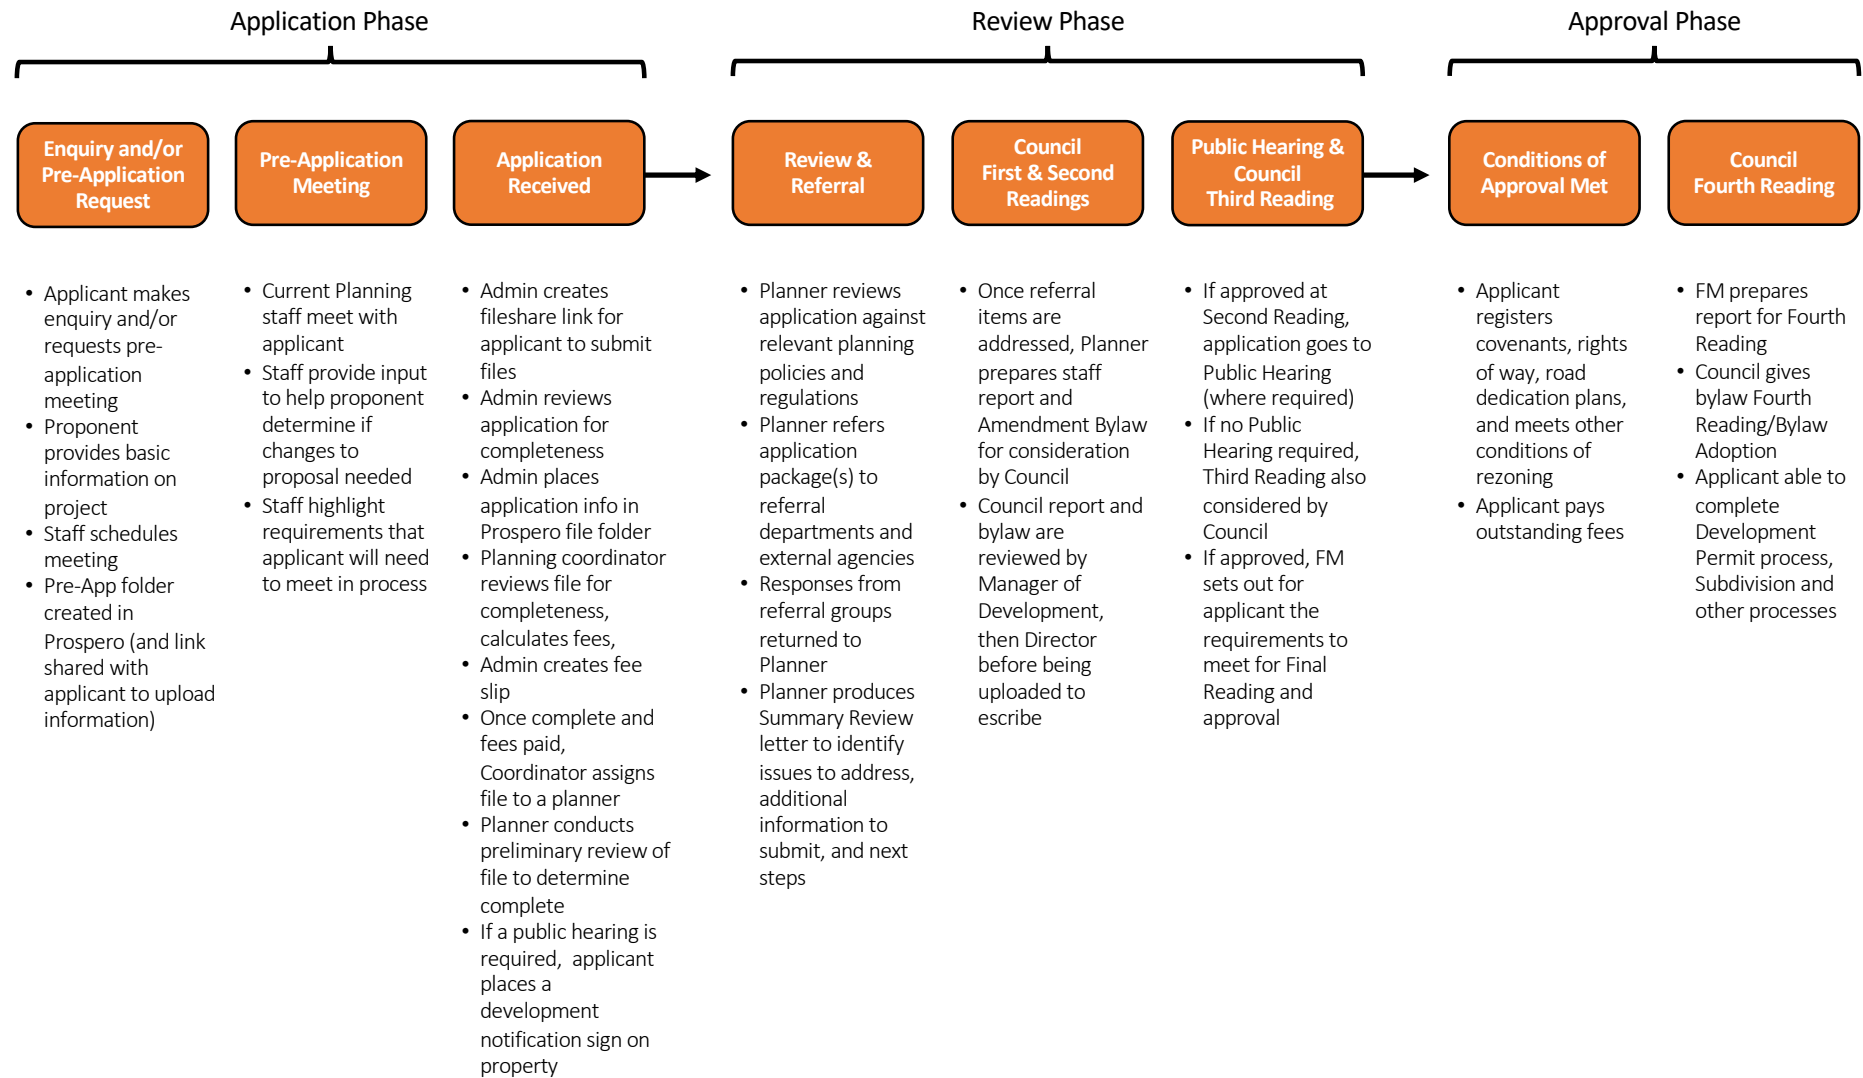 Application Phase
Review Phase
Approval Phase
Enquiry and/or
Pre-Application
Request
Pre-Application
Meeting
Application
Received
Review &
Referral
Council
First & Second
Readings
Public Hearing &
Council
Third Reading
Conditions of
Approval Met
Council
Fourth Reading
• Applicant makes
enquiry and/or
requests pre-
application
meeting
• Proponent
provides basic
information on
project
• Staff schedules
meeting
• Pre-App folder
created in
Prospero (and link
shared with
applicant to upload
information)
• Current Planning
staff meet with
applicant
• Staff provide input
to help proponent
determine if
changes to
proposal needed
• Staff highlight
requirements that
applicant will need
to meet in process
• Admin creates
fileshare link for
applicant to submit
files
• Admin reviews
application for
completeness
• Admin places
application info in
Prospero file folder
• Planning coordinator
reviews file for
completeness,
calculates fees,
• Admin creates fee
slip
• Once complete and
fees paid,
Coordinator assigns
file to a planner
• Planner conducts
preliminary review of
file to determine
complete
• If a public hearing is
required, applicant
places a
development
notification sign on
property
• Planner reviews
application against
relevant planning
policies and
regulations
• Planner refers
application
package(s) to
referral
departments and
external agencies
• Responses from
referral groups
returned to
Planner
• Planner produces
Summary Review
letter to identify
issues to address,
additional
information to
submit, and next
steps
• Once referral
items are
addressed, Planner
prepares staff
report and
Amendment Bylaw
for consideration
by Council
• Council report and
bylaw are
reviewed by
Manager of
Development,
then Director
before being
uploaded to
escribe
• If approved at
Second Reading,
application goes to
Public Hearing
(where required)
• If no Public
Hearing required,
Third Reading also
considered by
Council
• If approved, FM
sets out for
applicant the
requirements to
meet for Final
Reading and
approval
• Applicant
registers
covenants, rights
of way, road
dedication plans,
and meets other
conditions of
rezoning
• Applicant pays
outstanding fees
• FM prepares
report for Fourth
Reading
• Council gives
bylaw Fourth
Reading/Bylaw
Adoption
• Applicant able to
complete
Development
Permit process,
Subdivision and
other processes